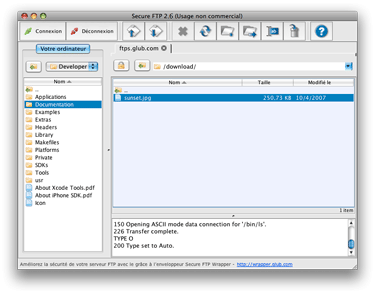 Secure FTP 2.6 (Usage non commercial)
Connexion Déconnexion
Votre ordinateur
ftps.glub.com
Developer
/download/
Nom
Nom Taille Modifié le
..
Applications
Documentation
Examples
Extras
Headers
Library
Makefiles
Platforms
Private
SDKs
Tools
usr
About Xcode Tools.pdf
About iPhone SDK.pdf
Icon
..
sunset.jpg 250,73 KB 10/4/2007
1 item
150 Opening ASCII mode data connection for '/bin/ls'.
226 Transfer complete.
TYPE O
200 Type set to Auto.
Améliorez la sécurité de votre serveur FTP avec le grâce à l'enveloppeur Secure FTP Wrapper - http://wrapper.glub.com